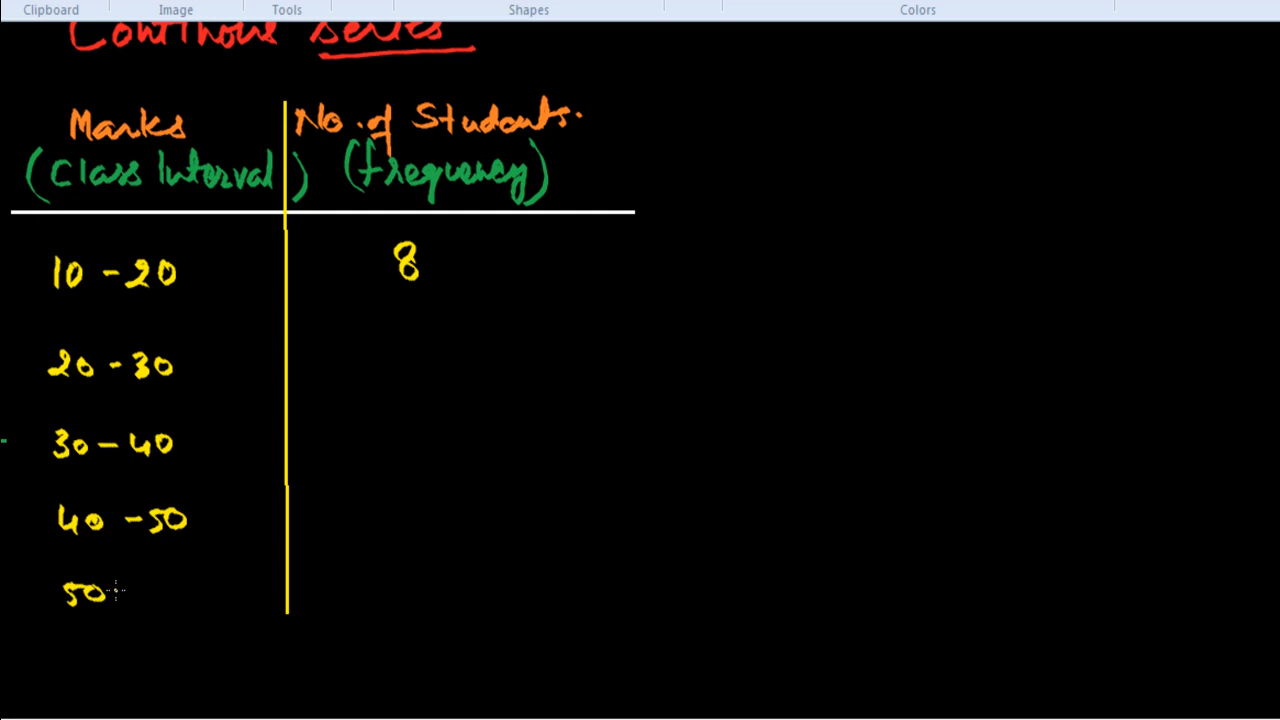 Clipboard Image Tools Shapes Colors
Continous series
Marks No. of Students.
(Class Interval) (frequency)
10 - 20 8
20 - 30
30 - 40
40 - 50
50